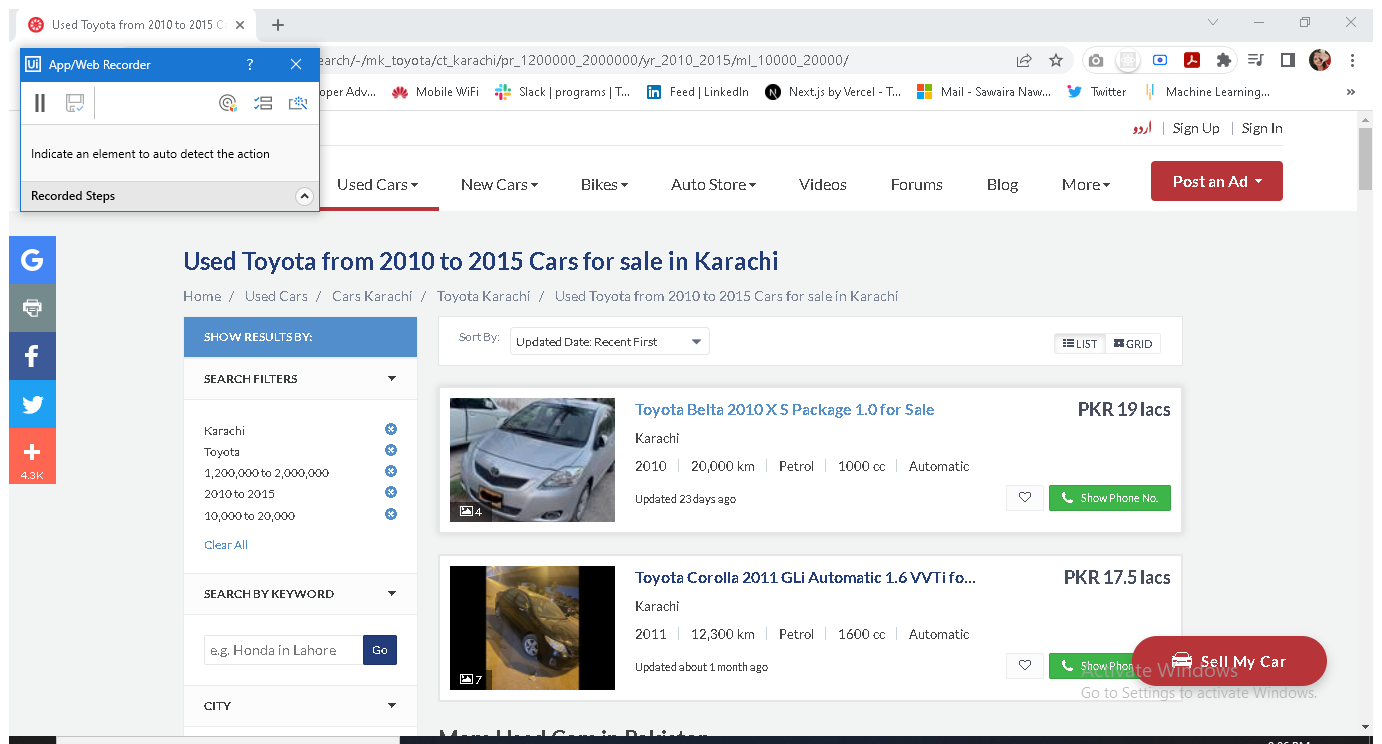 Used Toyota from 2010 to 2015 C
App/Web Recorder ?
earch/-/mk_toyota/ct_karachi/pr_1200000_2000000/yr_2010_2015/ml_10000_20000/
oper Adv... Mobile WiFi Slack | programs | T... Feed | LinkedIn Next.js by Vercel - T... Mail - Sawaira Naw... Twitter Machine Learning... »
Indicate an element to auto detect the action
Recorded Steps
اردو | Sign Up | Sign In
Used Cars New Cars Bikes Auto Store Videos Forums Blog More Post an Ad
Used Toyota from 2010 to 2015 Cars for sale in Karachi
Home / Used Cars / Cars Karachi / Toyota Karachi / Used Toyota from 2010 to 2015 Cars for sale in Karachi
4.3K
SHOW RESULTS BY:
SEARCH FILTERS
Karachi
Toyota
1,200,000 to 2,000,000
2010 to 2015
10,000 to 20,000
Clear All
SEARCH BY KEYWORD
e.g. Honda in Lahore Go
CITY
Sort By: Updated Date: Recent First LIST GRID
Toyota Belta 2010 X S Package 1.0 for Sale PKR 19 lacs
Karachi
2010 | 20,000 km | Petrol | 1000 cc | Automatic
Updated 23 days ago Show Phone No.
4
Toyota Corolla 2011 GLi Automatic 1.6 VVTi fo... PKR 17.5 lacs
Karachi
2011 | 12,300 km | Petrol | 1600 cc | Automatic
Updated about 1 month ago Show Phon
7
Sell My Car
Activate Windows
Go to Settings to activate Windows.
More Used Cars in Pakistan